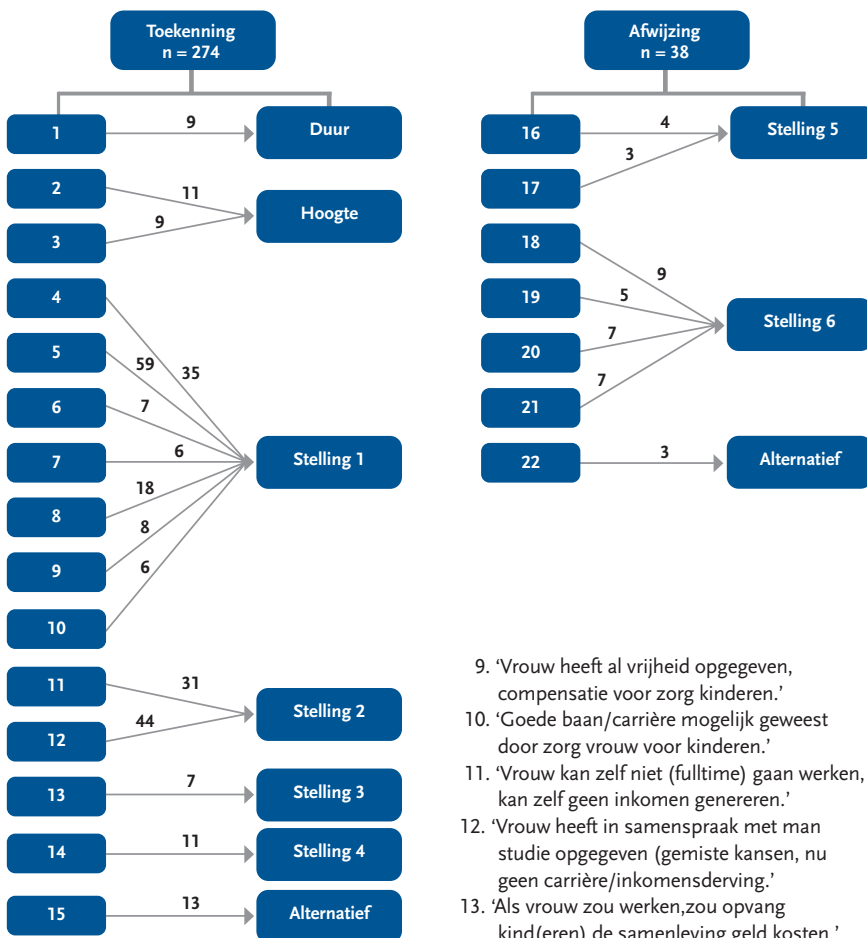 Toekenning
n = 274
1
9
Duur
2
11
Hoogte
3
9
4
35
5
59
6
7
7
6
Stelling 1
8
18
9
8
10
6
11
31
Stelling 2
12
44
13
7
Stelling 3
14
11
Stelling 4
15
13
Alternatief
Afwijzing
n = 38
16
4
Stelling 5
17
3
18
9
19
5
Stelling 6
20
7
21
7
22
3
Alternatief
9. ‘Vrouw heeft al vrijheid opgegeven,
compensatie voor zorg kinderen.’
10. ‘Goede baan/carrière mogelijk geweest
door zorg vrouw voor kinderen.’
11. ‘Vrouw kan zelf niet (fulltime) gaan werken,
kan zelf geen inkomen genereren.’
12. ‘Vrouw heeft in samenspraak met man
studie opgegeven (gemiste kansen, nu
geen carrière/inkomensderving.’
13. ‘Als vrouw zou werken,zou opvang
kind(eren) de samenleving geld kosten.’